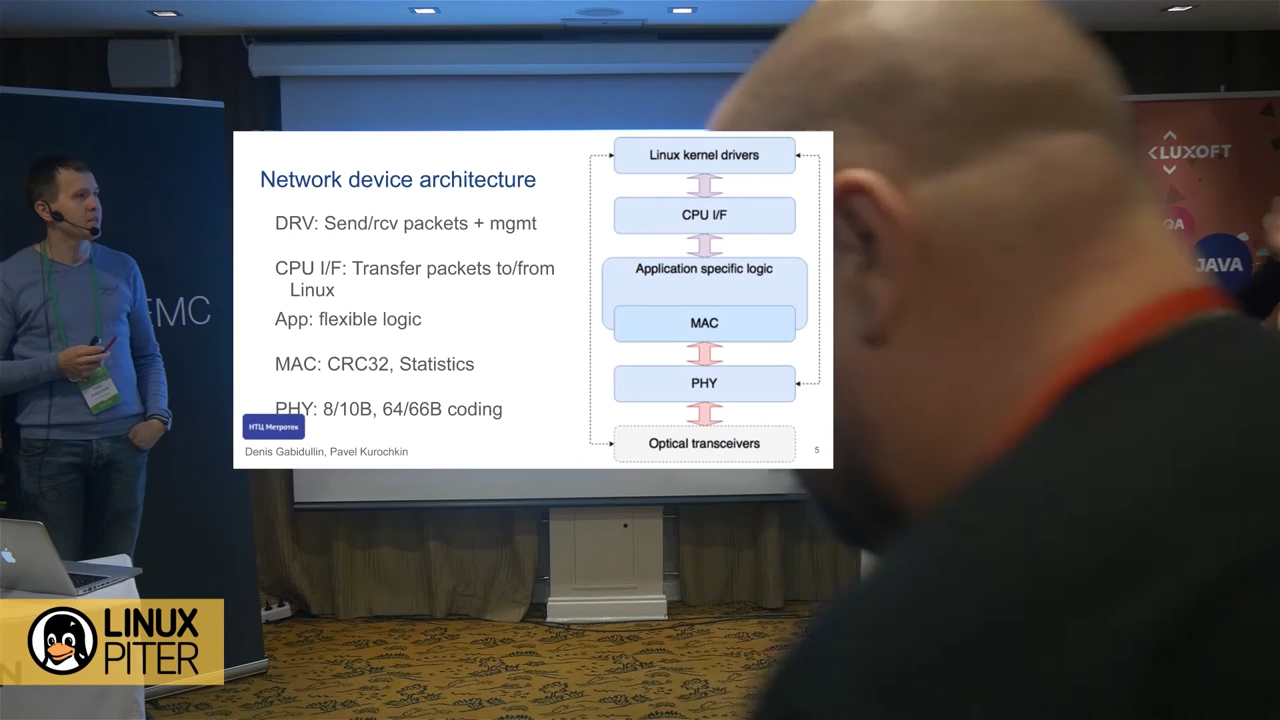 Network device architecture
DRV: Send/rcv packets + mgmt
CPU I/F: Transfer packets to/from
Linux
App: flexible logic
MAC: CRC32, Statistics
PHY: 8/10B, 64/66B coding
НТЦ Метротек
Denis Gabidullin, Pavel Kurochkin
Linux kernel drivers
CPU I/F
Application specific logic
MAC
PHY
Optical transceivers
5
EMC
<LUXOFT
QA
JAVA
LINUX
PITER